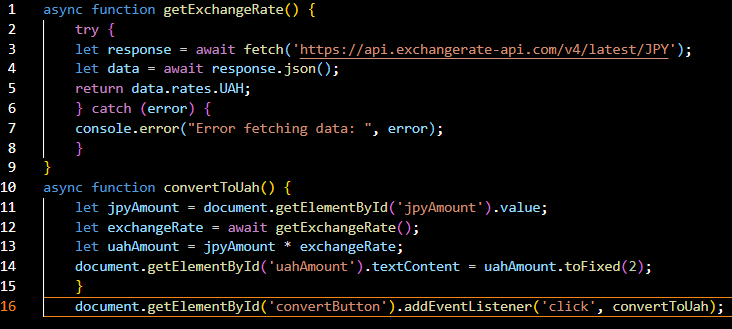 1 async function getExchangeRate() {
2 try {
3 let response = await fetch('https://api.exchangerate-api.com/v4/latest/JPY');
4 let data = await response.json();
5 return data.rates.UAH;
6 } catch (error) {
7 console.error("Error fetching data: ", error);
8 }
9 }
10 async function convertToUah() {
11 let jpyAmount = document.getElementById('jpyAmount').value;
12 let exchangeRate = await getExchangeRate();
13 let uahAmount = jpyAmount * exchangeRate;
14 document.getElementById('uahAmount').textContent = uahAmount.toFixed(2);
15 }
16 document.getElementById('convertButton').addEventListener('click', convertToUah);